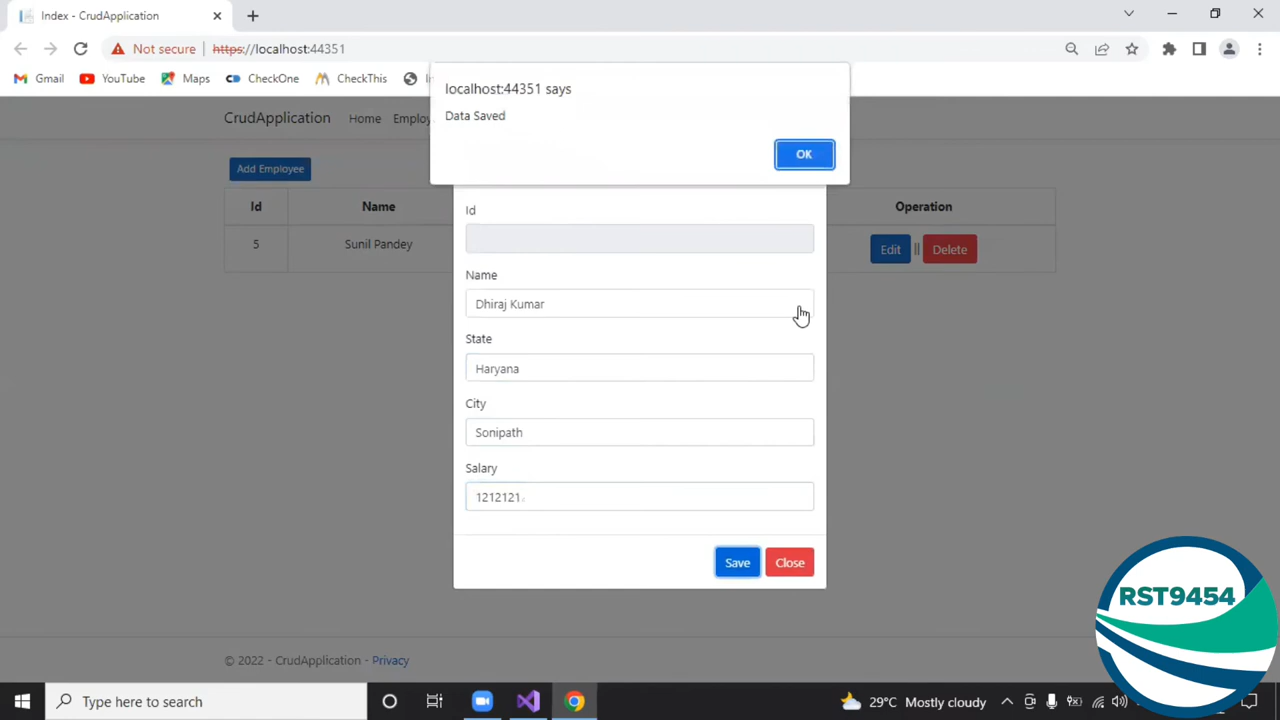 Index - CrudApplication
Not secure
https://localhost:44351
Gmail
YouTube
Maps
CheckOne
CheckThis
localhost:44351 says
Data Saved
OK
CrudApplication
Home
Add Employee
Id
Name
Operation
5
Sunil Pandey
Edit
||
Delete
Id
Name
Dhiraj Kumar
State
Haryana
City
Sonipath
Salary
1212121
Save
Close
© 2022 - CrudApplication - Privacy
RST9454
Type here to search
29°C Mostly cloudy